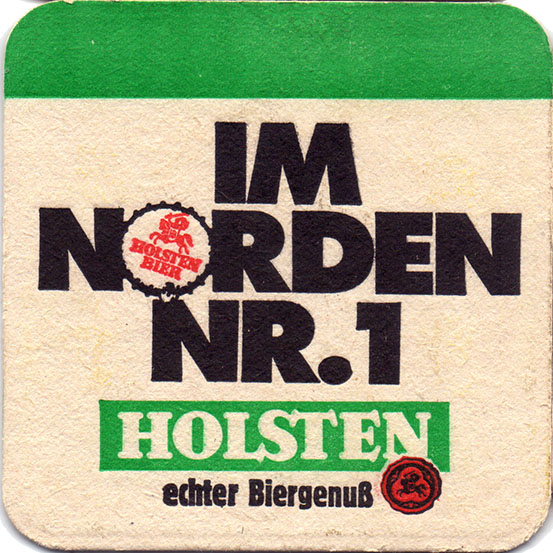 IM
NORDEN
HOLSTEN
BIER
NR.1
HOLSTEN
echter Biergenuß